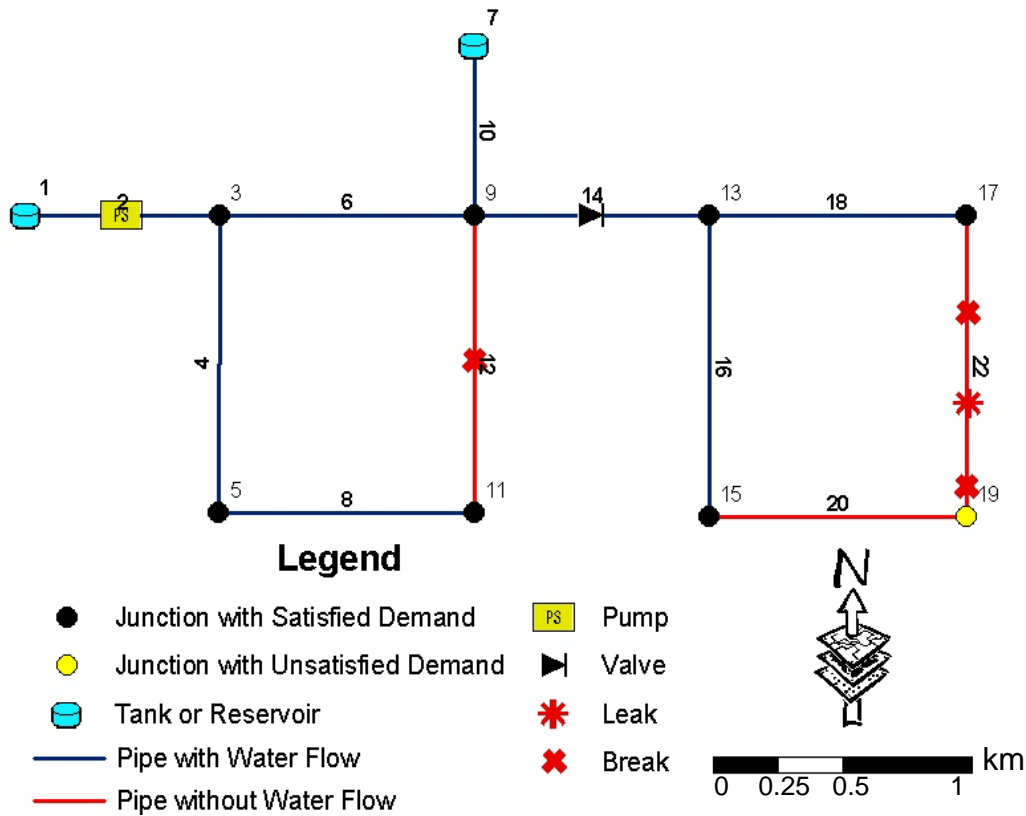 7
10
1
2
PS
3
6
9
14
13
18
17
4
12
16
22
5
8
11
15
20
19
Legend
N
Junction with Satisfied Demand
PS Pump
Junction with Unsatisfied Demand
Valve
Tank or Reservoir
Leak
Pipe with Water Flow
Break
km
0 0.25 0.5 1
Pipe without Water Flow